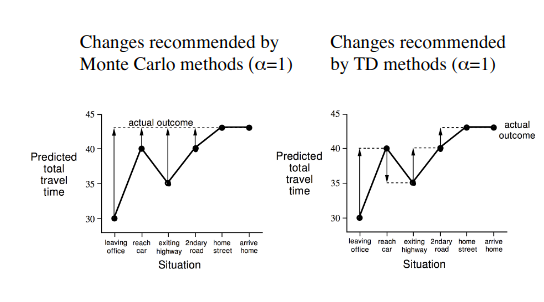 Changes recommended by
Monte Carlo methods (α=1)
Changes recommended
by TD methods (α=1)
45
40
35
30
Predicted
total
travel
time
actual outcome
leaving
office
reach
car
exiting
highway
2ndary
road
home
street
arrive
home
Situation
45
40
35
30
Predicted
total
travel
time
actual
outcome
leaving
office
reach
car
exiting
highway
2ndary
road
home
street
arrive
home
Situation